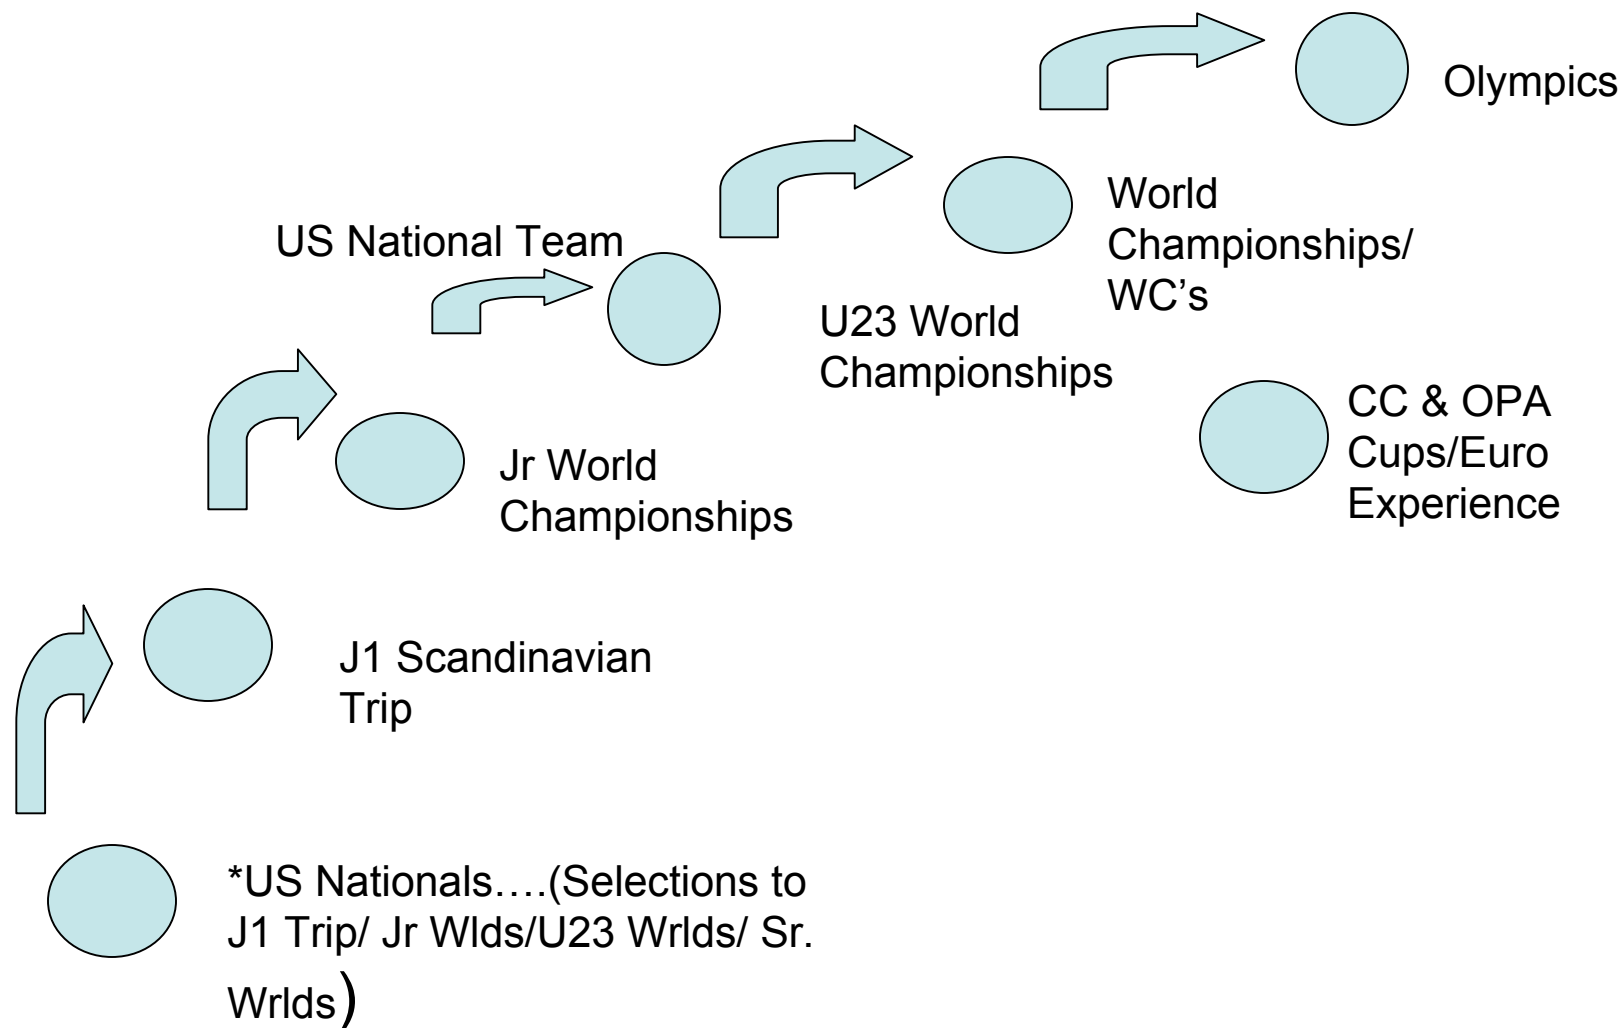 Olympics
World
Championships/
WC’s
US National Team
U23 World
Championships
CC & OPA
Cups/Euro
Experience
Jr World
Championships
J1 Scandinavian
Trip
*US Nationals….(Selections to
J1 Trip/ Jr Wlds/U23 Wrlds/ Sr.
Wrlds)